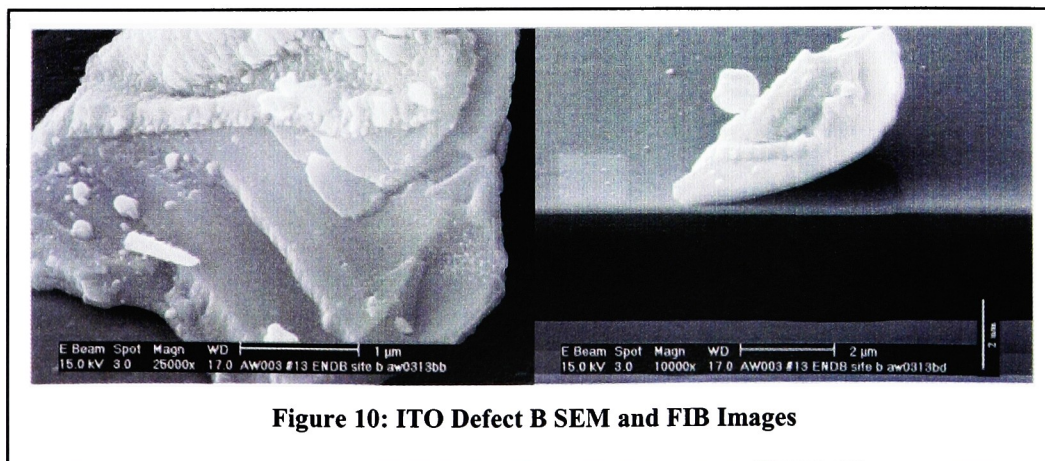 E Beam Spot Magn WD 1 µm
15.0 kV 3.0 25000x 17.0 AW003 #13 ENDB site b aw0313bb
E Beam Spot Magn WD 2 µm
15.0 kV 3.0 10000x 17.0 AW003 #13 ENDB site b aw0313bd
Figure 10: ITO Defect B SEM and FIB Images